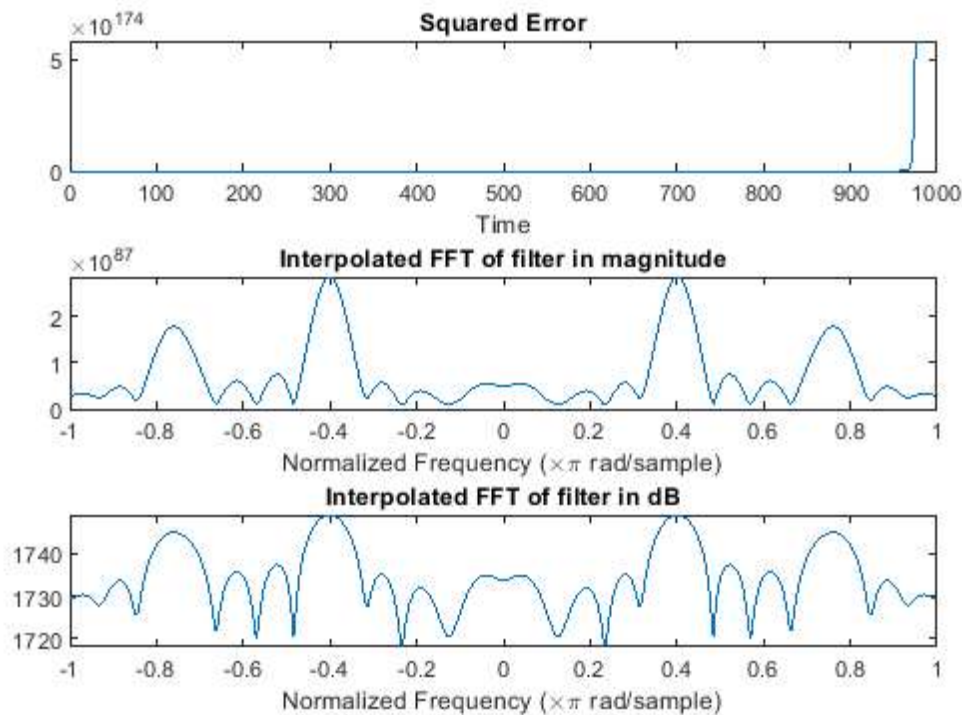 ×10^174
Squared Error
5
0
0 100 200 300 400 500 600 700 800 900 1000
Time
×10^87
Interpolated FFT of filter in magnitude
2
1
0
-1 -0.8 -0.6 -0.4 -0.2 0 0.2 0.4 0.6 0.8 1
Normalized Frequency (×π rad/sample)
Interpolated FFT of filter in dB
1740
1730
1720
-1 -0.8 -0.6 -0.4 -0.2 0 0.2 0.4 0.6 0.8 1
Normalized Frequency (×π rad/sample)